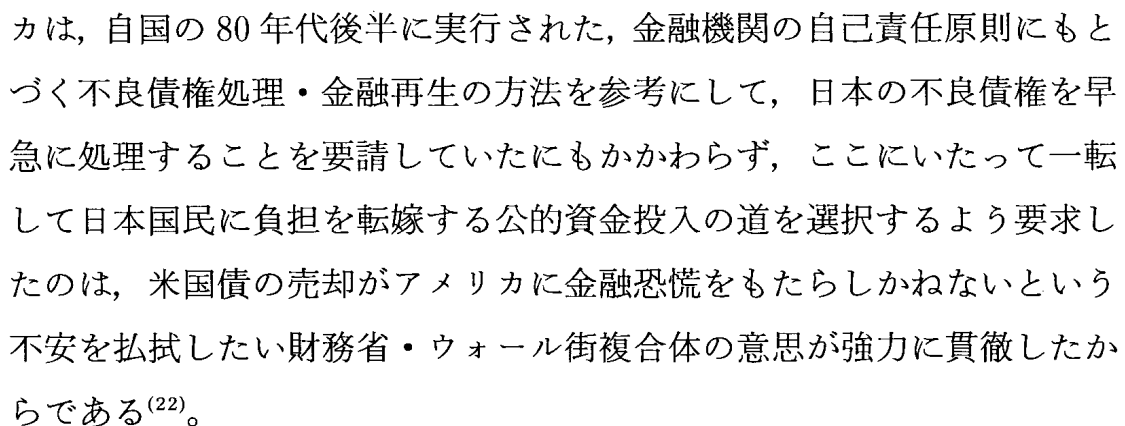 カは，自国の 80 年代後半に実行された，金融機関の自己責任原則にもと
づく不良債権処理・金融再生の方法を参考にして，日本の不良債権を早
急に処理することを要請していたにもかかわらず，ここにいたって一転
して日本国民に負担を転嫁する公的資金投入の道を選択するよう要求し
たのは，米国債の売却がアメリカに金融恐慌をもたらしかねないという
不安を払拭したい財務省・ウォール街複合体の意思が強力に貫徹したか
らである(22)。